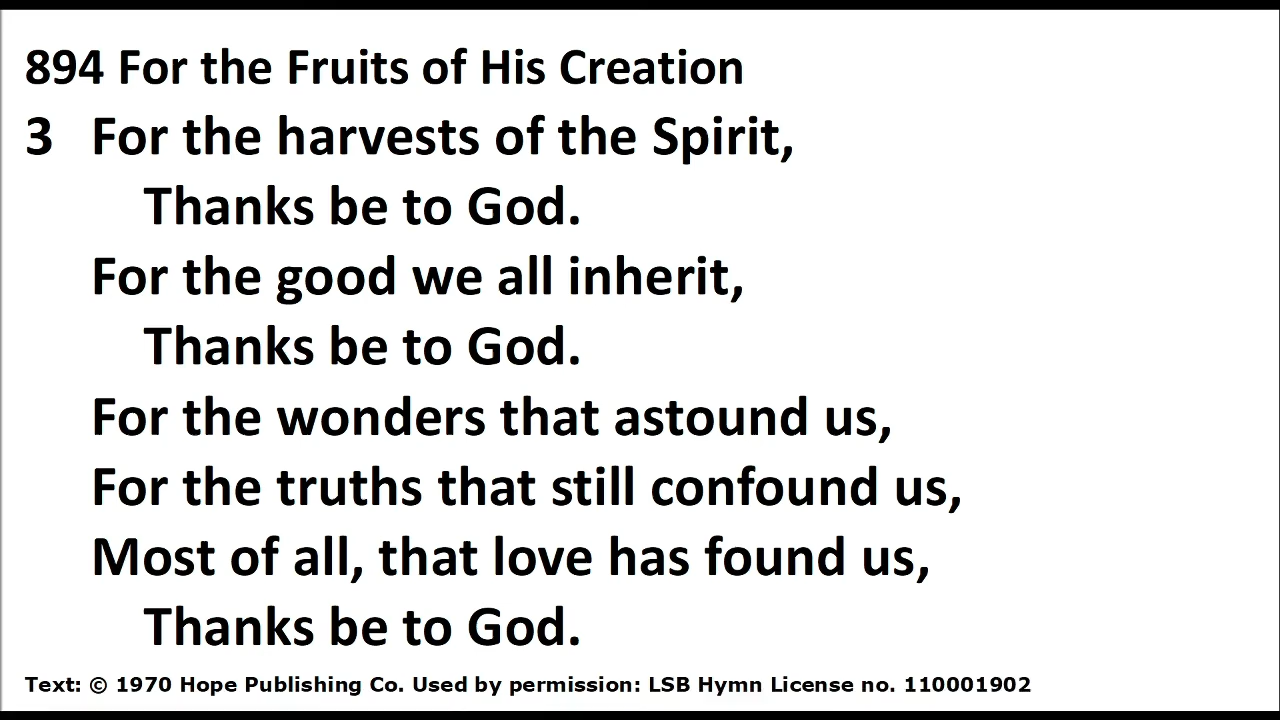 894 For the Fruits of His Creation
3 For the harvests of the Spirit,
Thanks be to God.
For the good we all inherit,
Thanks be to God.
For the wonders that astound us,
For the truths that still confound us,
Most of all, that love has found us,
Thanks be to God.
Text: © 1970 Hope Publishing Co. Used by permission: LSB Hymn License no. 110001902